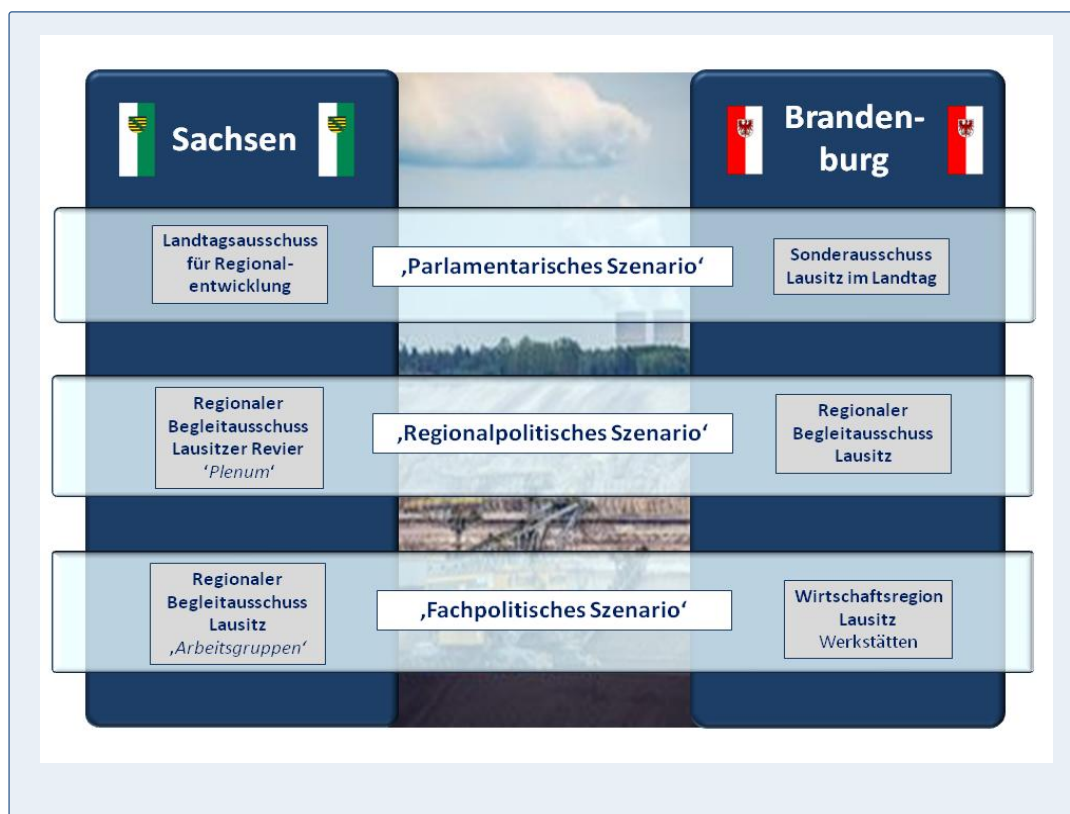 Sachsen
Branden-
burg
Landtagsausschuss
für Regional-
entwicklung
‚Parlamentarisches Szenario‘
Sonderausschuss
Lausitz im Landtag
Regionaler
Begleitausschuss
Lausitzer Revier
‘Plenum‘
‚Regionalpolitisches Szenario‘
Regionaler
Begleitausschuss
Lausitz
Regionaler
Begleitausschuss
Lausitz
‚Arbeitsgruppen‘
‚Fachpolitisches Szenario‘
Wirtschaftsregion
Lausitz
Werkstätten